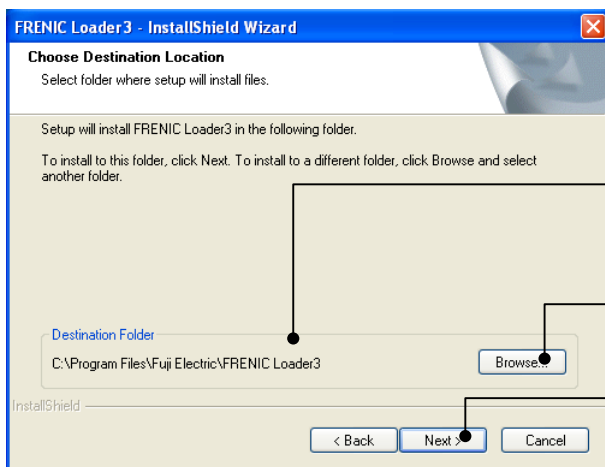 FRENIC Loader3 - InstallShield Wizard
Choose Destination Location
Select folder where setup will install files.
Setup will install FRENIC Loader3 in the following folder.
To install to this folder, click Next. To install to a different folder, click Browse and select
another folder.
Destination Folder
C:\Program Files\Fuji Electric\FRENIC Loader3
Browse...
InstallShield
< Back
Next >
Cancel